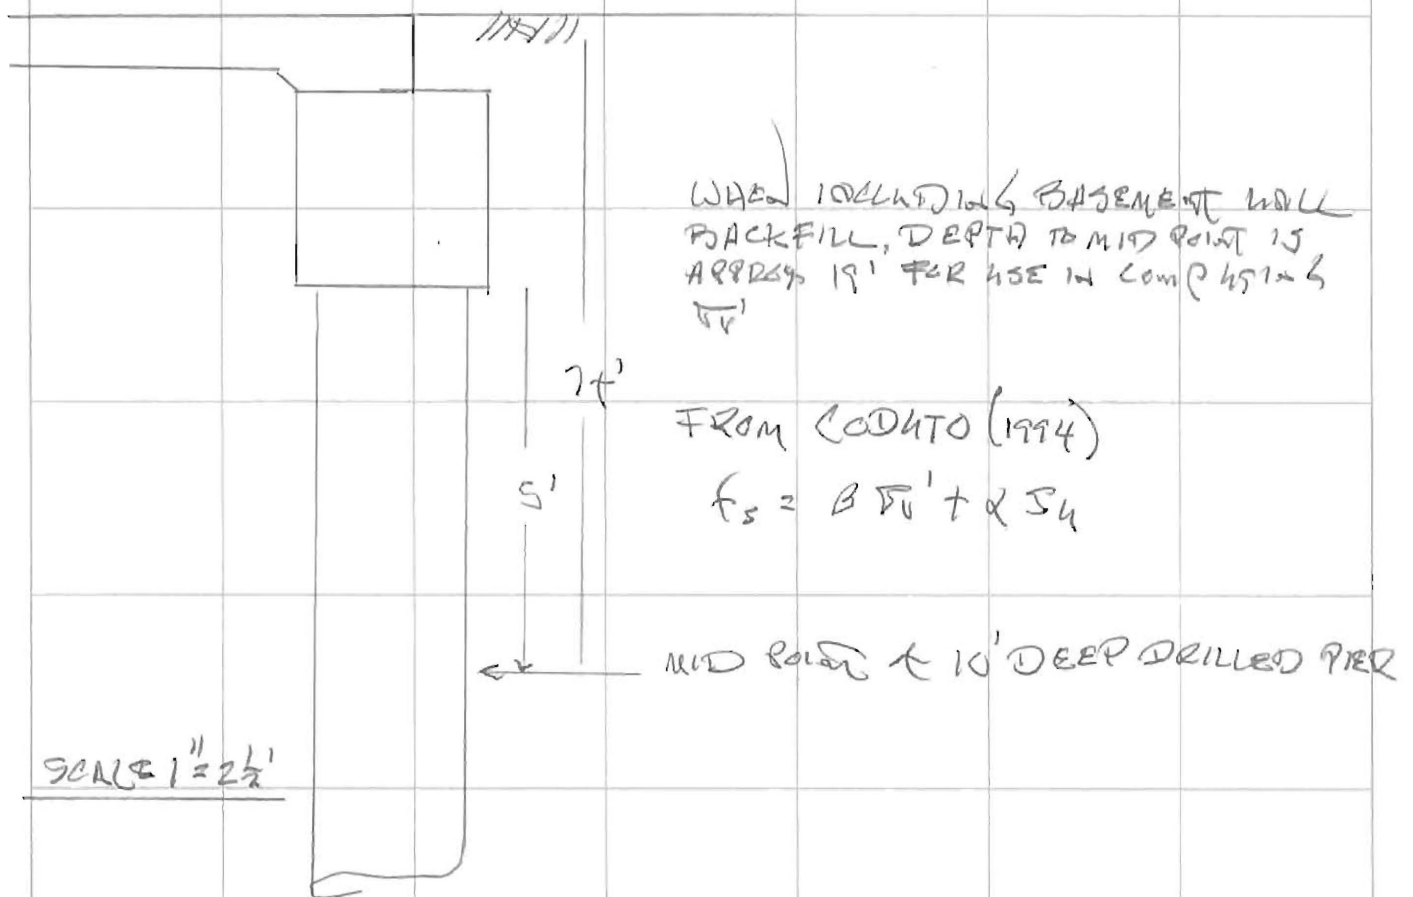 WHEN INCLUDING BASEMENT WALL
BACKFILL, DEPTH TO MID POINT IS
APPROX 19' FOR USE IN COMPUTING
σv'
7±'
FROM CODUTO (1994)
5'
fs = β σv' + α Su
MID POINT 10' DEEP DRILLED PIER
SCALE 1" = 2½'